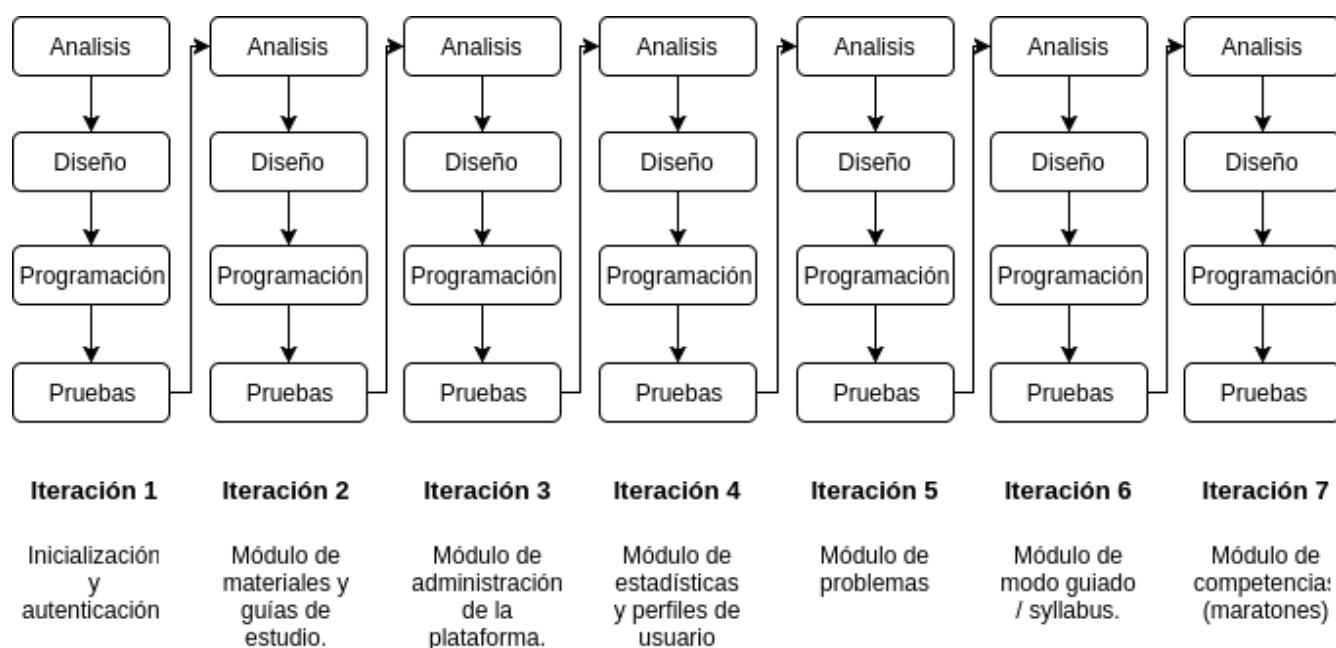 Analisis
Analisis
Analisis
Analisis
Analisis
Analisis
Analisis
Diseño
Diseño
Diseño
Diseño
Diseño
Diseño
Diseño
Programación
Programación
Programación
Programación
Programación
Programación
Programación
Pruebas
Pruebas
Pruebas
Pruebas
Pruebas
Pruebas
Pruebas
Iteración 1
Iteración 2
Iteración 3
Iteración 4
Iteración 5
Iteración 6
Iteración 7
Inicialización
y
autenticación
Módulo de
materiales y
guías de
estudio.
Módulo de
administración
de la
plataforma.
Módulo de
estadísticas
y perfiles de
usuario
Módulo de
problemas
Módulo de
modo guiado
/ syllabus.
Módulo de
competencias
(maratones)